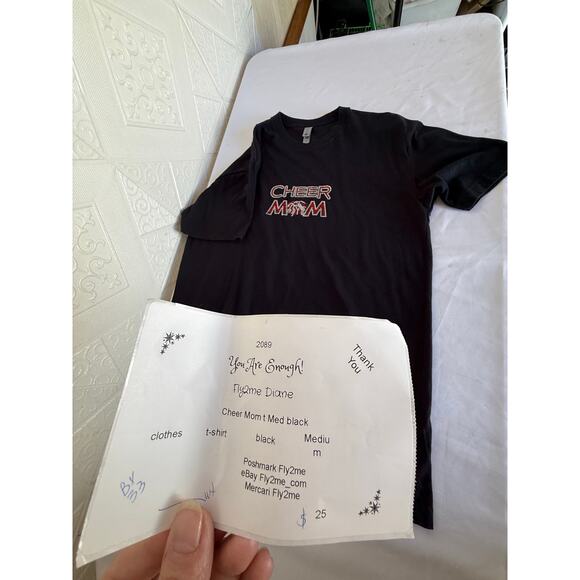 CHEER
MOM
2089
You Are Enough!
Thank
You
Fly2me Diane
Cheer Mom t Med black
clothes t-shirt black Mediu
m
Poshmark Fly2me
eBay Fly2me_com
Mercari Fly2me
$ 25